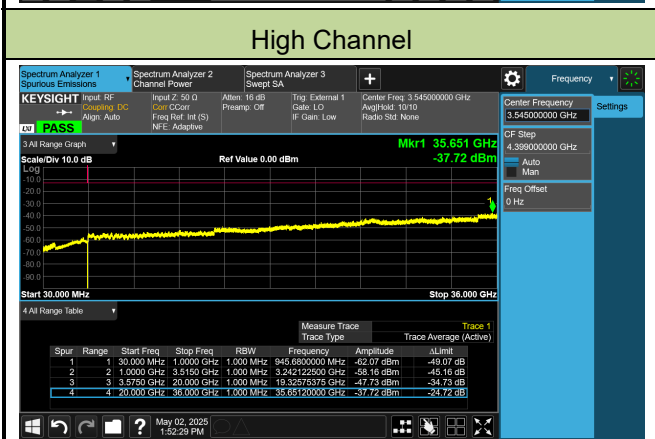 High Channel
Spectrum Analyzer 1
Spurious Emissions
Spectrum Analyzer 2
Channel Power
Spectrum Analyzer 3
Swept SA
+
Frequency
KEYSIGHT
Input: RF
Coupling: DC
Align: Auto
Input Z: 50 Ω
Corr CCorr
Freq Ref: Int (S)
NFE: Adaptive
Atten: 16 dB
Preamp: Off
Trig: External 1
Gate: LO
IF Gain: Low
Center Freq: 3.545000000 GHz
Avg|Hold: 10/10
Radio Std: None
LXI PASS
Center Frequency
3.545000000 GHz
Settings
CF Step
4.399000000 GHz
Auto
Man
Freq Offset
0 Hz
3 All Range Graph
Mkr1 35.651 GHz
-37.72 dBm
Scale/Div 10.0 dB
Ref Value 0.00 dBm
Log
-10.0
-20.0
-30.0
-40.0
-50.0
-60.0
-70.0
-80.0
-90.0
1
Start 30.000 MHz
Stop 36.000 GHz
4 All Range Table
Measure Trace Trace 1
Trace Type Trace Average (Active)
Spur Range Start Freq Stop Freq RBW Frequency Amplitude ΔLimit
1 1 30.000 MHz 1.0000 GHz 1.000 MHz 945.6800000 MHz -62.07 dBm -49.07 dB
2 2 1.0000 GHz 3.5150 GHz 1.000 MHz 3.242122500 GHz -58.16 dBm -45.16 dB
3 3 3.5750 GHz 20.000 GHz 1.000 MHz 19.32575375 GHz -47.73 dBm -34.73 dB
4 4 20.000 GHz 36.000 GHz 1.000 MHz 35.65120000 GHz -37.72 dBm -24.72 dB
?
May 02, 2025
1:52:29 PM